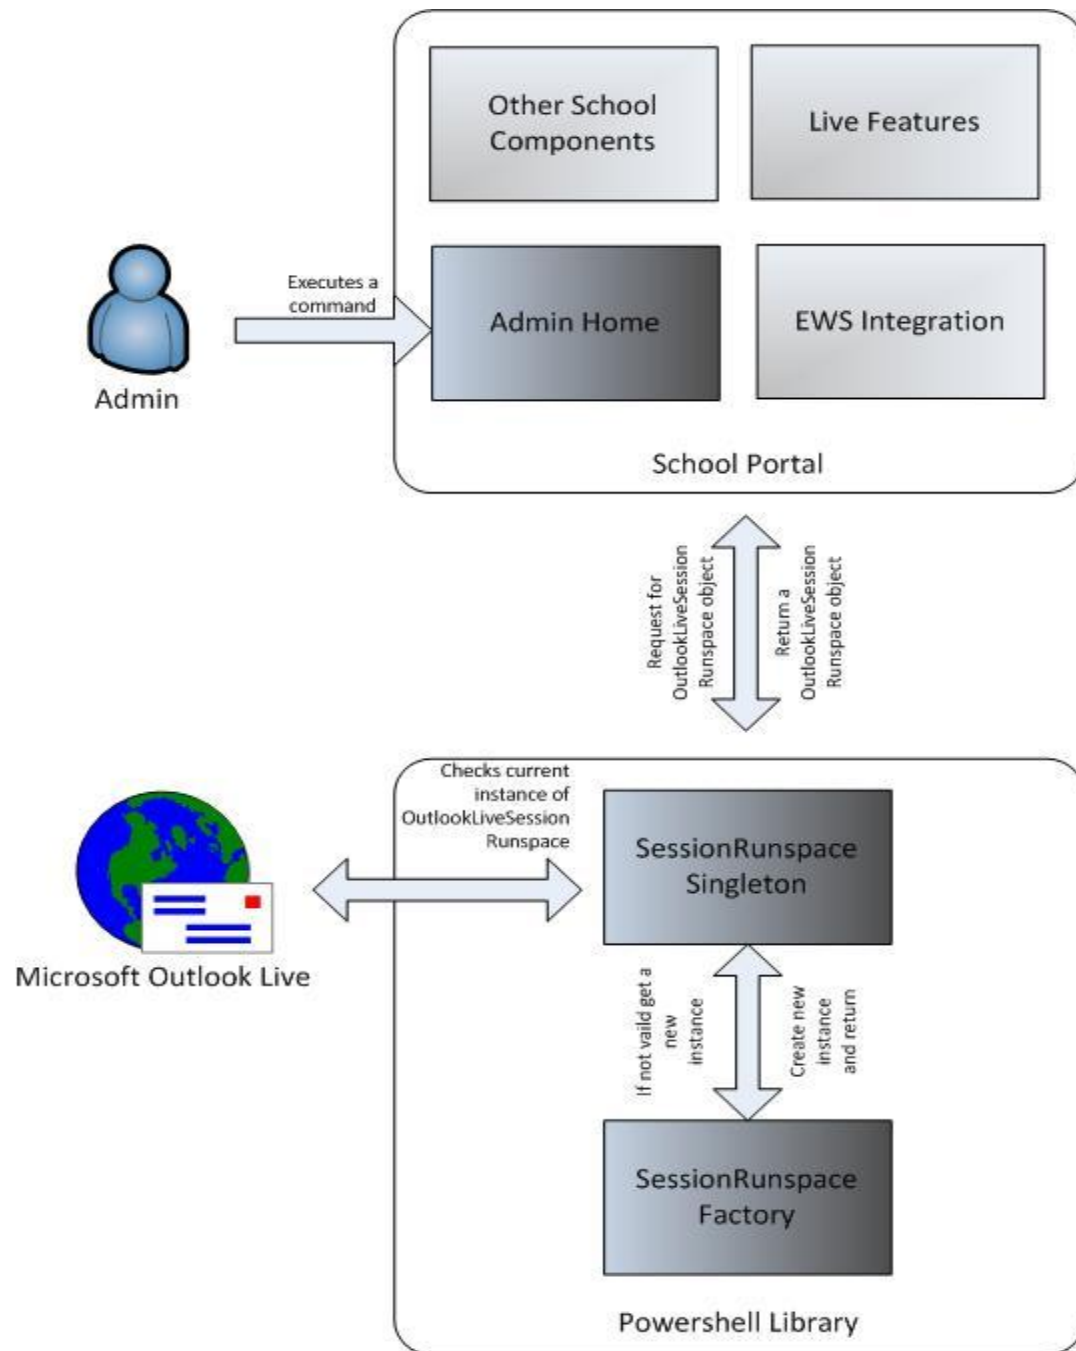 Other School
Components
Live Features
Executes a
command
Admin Home
EWS Integration
Admin
School Portal
Request for
OutlookLiveSession
Runspace object
Return a
OutlookLiveSession
Runspace object
Checks current
instance of
OutlookLiveSession
Runspace
SessionRunspace
Singleton
Microsoft Outlook Live
If not vaild get a
new
instance
Create new
instance
and return
SessionRunspace
Factory
Powershell Library